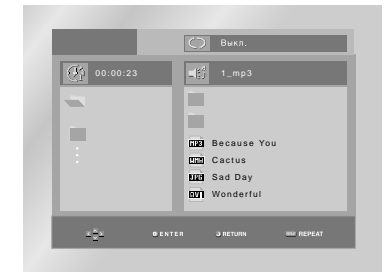 Выкл.
00:00:23
1_mp3
MP3 Because You
WMA Cactus
JPG Sad Day
AVI Wonderful
ENTER RETURN REPEAT